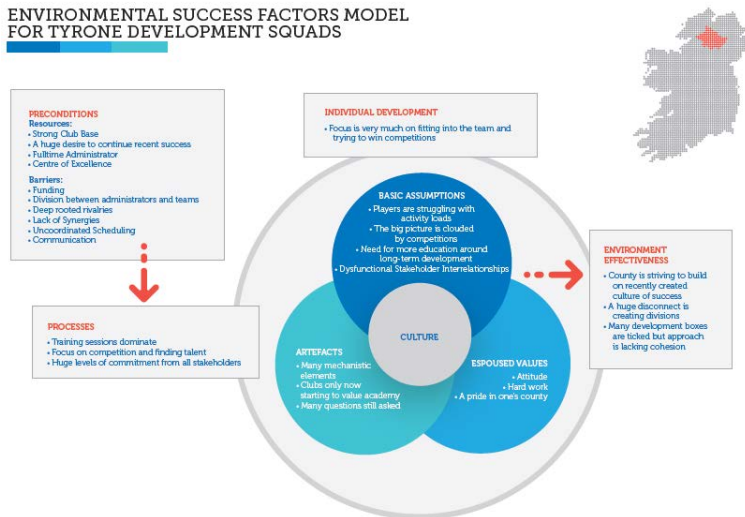 ENVIRONMENTAL SUCCESS FACTORS MODEL
FOR TYRONE DEVELOPMENT SQUADS
PRECONDITIONS
Resources:
• Strong Club Base
• A huge desire to continue recent success
• Fulltime Administrator
• Centre of Excellence
Barriers:
• Funding
• Division between administrators and teams
• Deep rooted rivalries
• Lack of Synergies
• Uncoordinated Scheduling
• Communication
PROCESSES
• Training sessions dominate
• Focus on competition and finding talent
• Huge levels of commitment from all stakeholders
INDIVIDUAL DEVELOPMENT
• Focus is very much on fitting into the team and
trying to win competitions
BASIC ASSUMPTIONS
• Players are struggling with
activity loads
• The big picture is clouded
by competitions
• Need for more education around
long-term development
• Dysfunctional Stakeholder Interrelationships
CULTURE
ARTEFACTS
• Many mechanistic
elements
• Clubs only now
starting to value academy
• Many questions still asked
ESPOUSED VALUES
• Attitude
• Hard work
• A pride in one's county
ENVIRONMENT
EFFECTIVENESS
• County is striving to build
on recently created
culture of success
• A huge disconnect is
creating divisions
• Many development boxes
are ticked but approach
is lacking cohesion